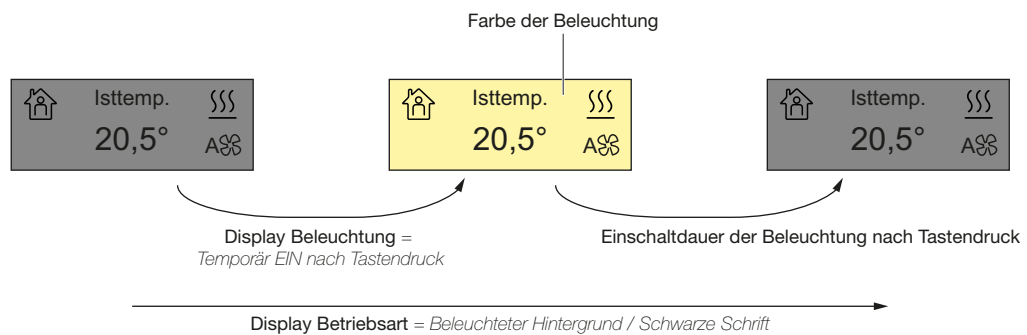 Farbe der Beleuchtung
Isttemp.
20,5°
A
Isttemp.
20,5°
A
Isttemp.
20,5°
A
Display Beleuchtung =
Temporär EIN nach Tastendruck
Einschaltdauer der Beleuchtung nach Tastendruck
Display Betriebsart = Beleuchteter Hintergrund / Schwarze Schrift